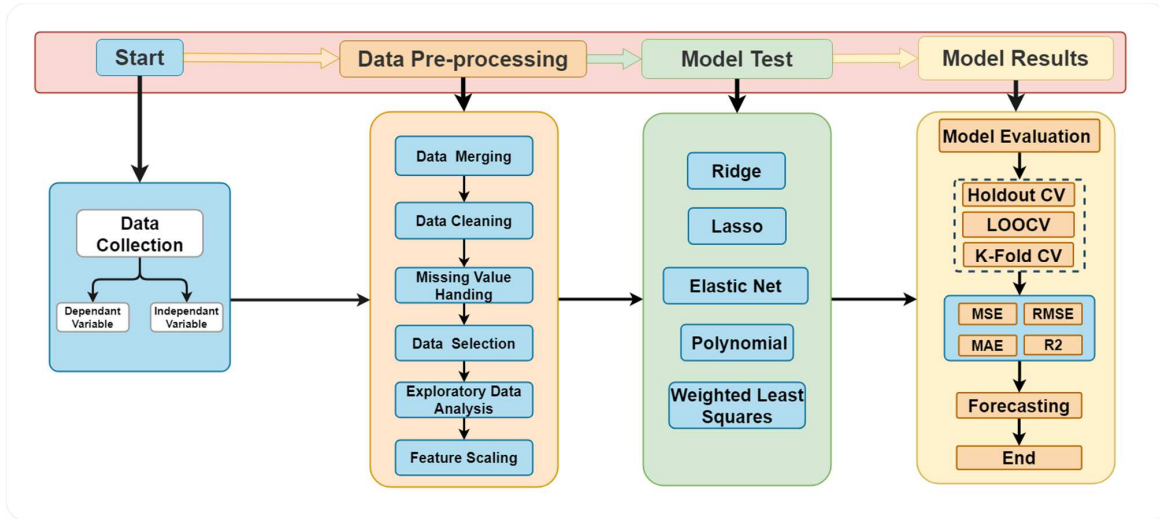 Start
Data Pre-processing
Model Test
Model Results
Data
Collection
Dependant
Variable
Independant
Variable
Data Merging
Data Cleaning
Missing Value
Handing
Data Selection
Exploratory Data
Analysis
Feature Scaling
Ridge
Lasso
Elastic Net
Polynomial
Weighted Least
Squares
Model Evaluation
Holdout CV
LOOCV
K-Fold CV
MSE
RMSE
MAE
R2
Forecasting
End